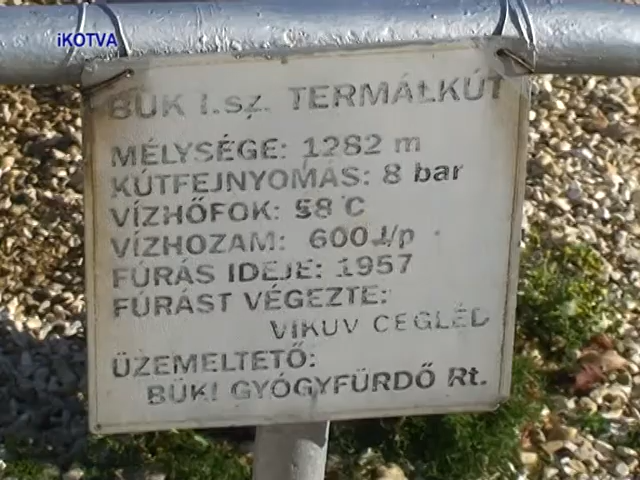 iKOTVA
BÜK I.sz. TERMÁLKÚT
MÉLYSÉGE: 1282 m
KÚTFEJNYOMÁS: 8 bar
VÍZHŐFOK: 58°C
VÍZHOZAM: 600 l/p
FÚRÁS IDEJE: 1957
FÚRÁST VÉGEZTE:
VIKUV CEGLÉD
ÜZEMELTETŐ:
BÜKI GYÓGYFÜRDŐ Rt.